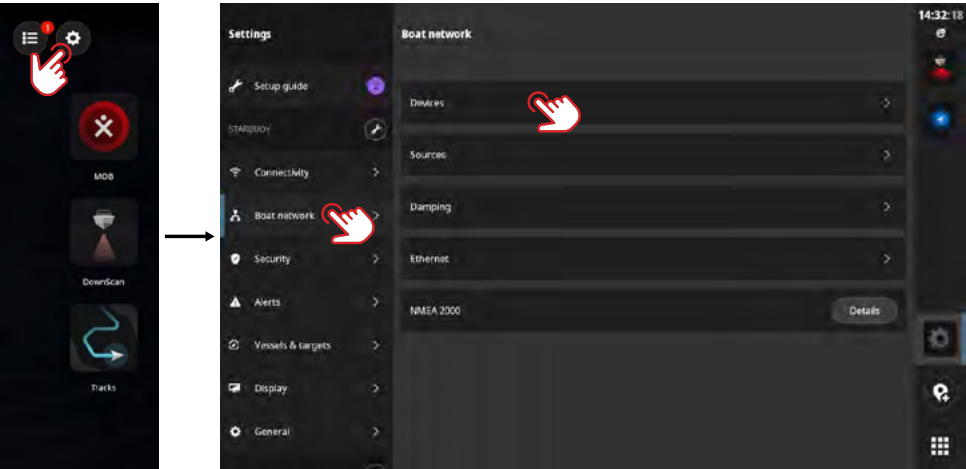 1
MOB
DownScan
Tracks
Settings
Setup guide
STARBUOY
Connectivity
Boat network
Security
Alerts
Vessels & targets
Display
General
Boat network
Devices
Sources
Damping
Ethernet
NMEA 2000
Details
14:32:18